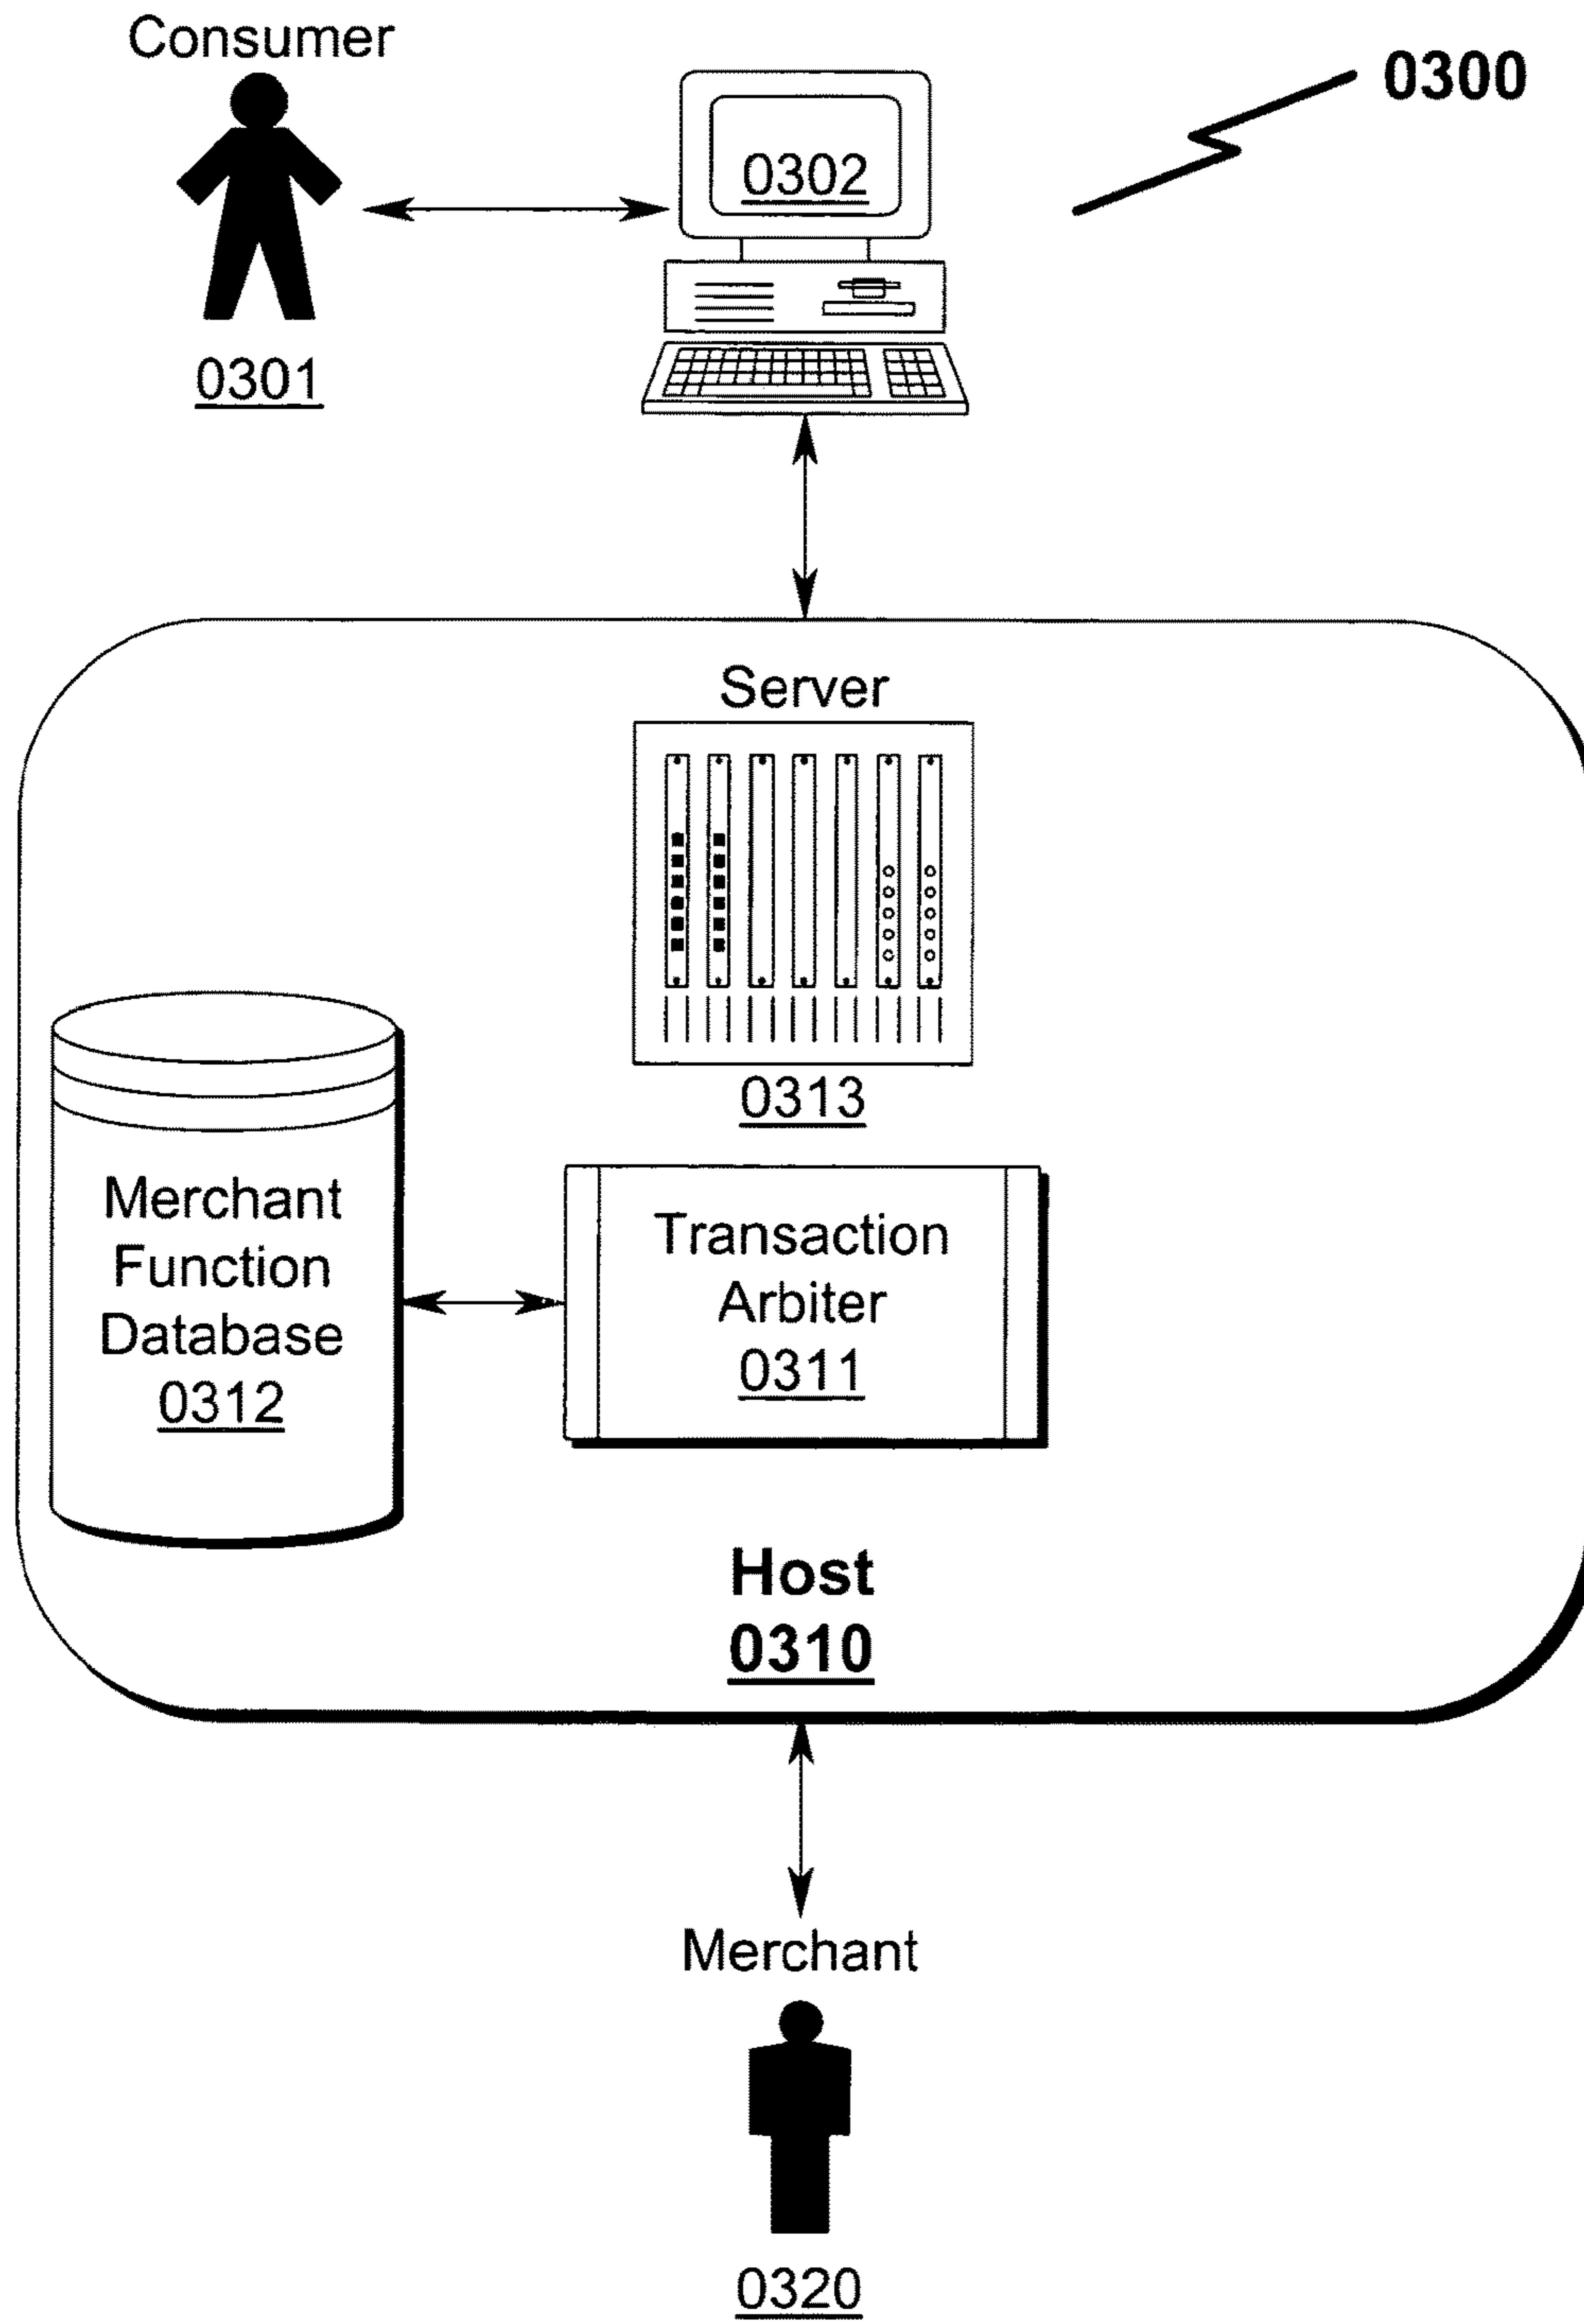 Consumer
0300
0302
0301
Server
0313
Merchant
Function
Database
0312
Transaction
Arbiter
0311
Host
0310
Merchant
0320